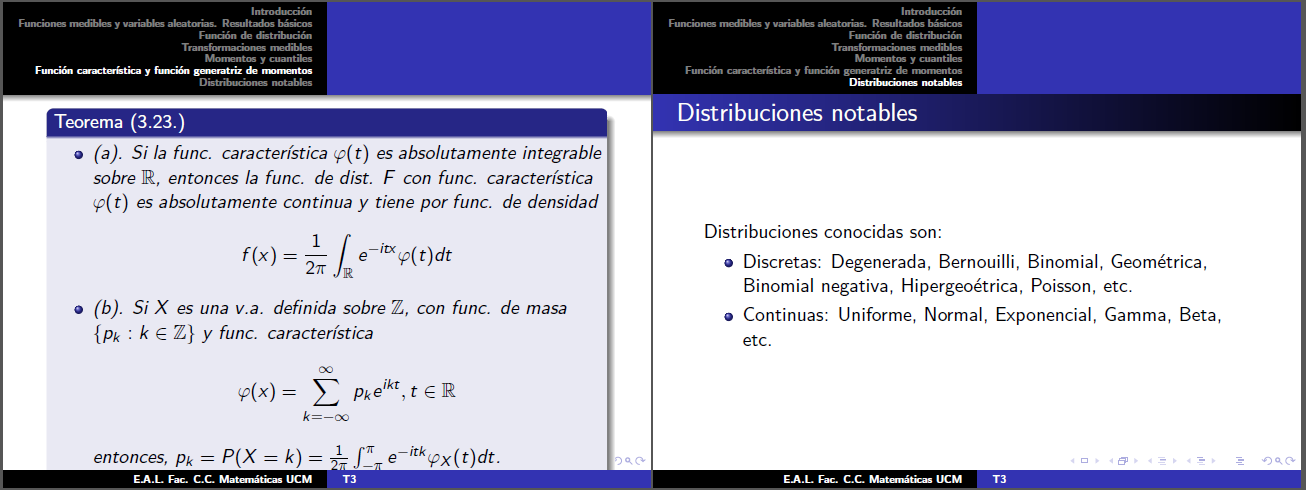 Introducción
Funciones medibles y variables aleatorias. Resultados básicos
Función de distribución
Transformaciones medibles
Momentos y cuantiles
Función característica y función generatriz de momentos
Distribuciones notables
Teorema (3.23.)
(a). Si la func. característica φ(t) es absolutamente integrable
sobre ℝ, entonces la func. de dist. F con func. característica
φ(t) es absolutamente continua y tiene por func. de densidad
f(x) = \frac{1}{2π} ∫_ℝ e^{-itx} φ(t)dt
(b). Si X es una v.a. definida sobre ℤ, con func. de masa
{p_k : k ∈ ℤ} y func. característica
φ(x) = ∑_{k=-∞}^{∞} p_k e^{ikt}, t ∈ ℝ
entonces, p_k = P(X = k) = \frac{1}{2π} ∫_{-π}^{π} e^{-itk} φ_X(t)dt.
E.A.L. Fac. C.C. Matemáticas UCM T3
Introducción
Funciones medibles y variables aleatorias. Resultados básicos
Función de distribución
Transformaciones medibles
Momentos y cuantiles
Función característica y función generatriz de momentos
Distribuciones notables
Distribuciones notables
Distribuciones conocidas son:
Discretas: Degenerada, Bernouilli, Binomial, Geométrica,
Binomial negativa, Hipergeoétrica, Poisson, etc.
Continuas: Uniforme, Normal, Exponencial, Gamma, Beta,
etc.
E.A.L. Fac. C.C. Matemáticas UCM T3